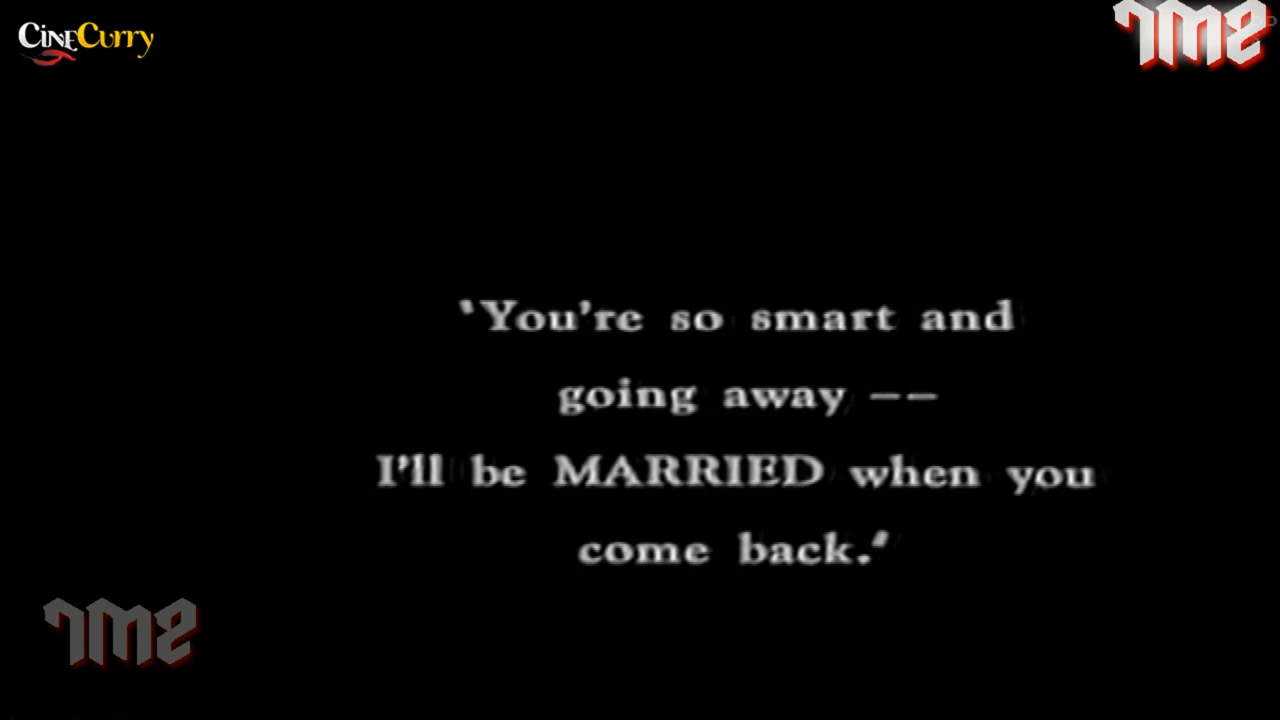 CineCurry
'You're so smart and
going away --
I'll be MARRIED when you
come back.'